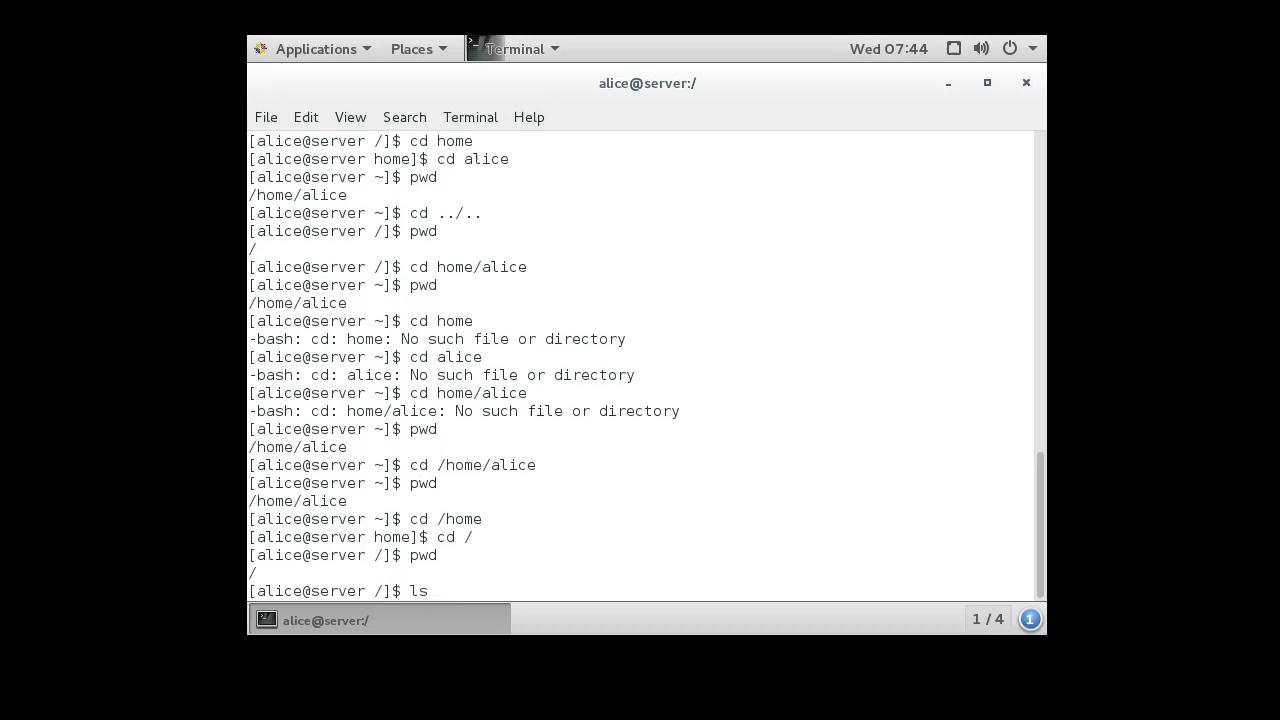 Applications Places Terminal Wed 07:44
alice@server:/
File Edit View Search Terminal Help
[alice@server /]$ cd home
[alice@server home]$ cd alice
[alice@server ~]$ pwd
/home/alice
[alice@server ~]$ cd ../..
[alice@server /]$ pwd
/
[alice@server /]$ cd home/alice
[alice@server ~]$ pwd
/home/alice
[alice@server ~]$ cd home
-bash: cd: home: No such file or directory
[alice@server ~]$ cd alice
-bash: cd: alice: No such file or directory
[alice@server ~]$ cd home/alice
-bash: cd: home/alice: No such file or directory
[alice@server ~]$ pwd
/home/alice
[alice@server ~]$ cd /home/alice
[alice@server ~]$ pwd
/home/alice
[alice@server ~]$ cd /home
[alice@server home]$ cd /
[alice@server /]$ pwd
/
[alice@server /]$ ls
alice@server:/ 1 / 4 1